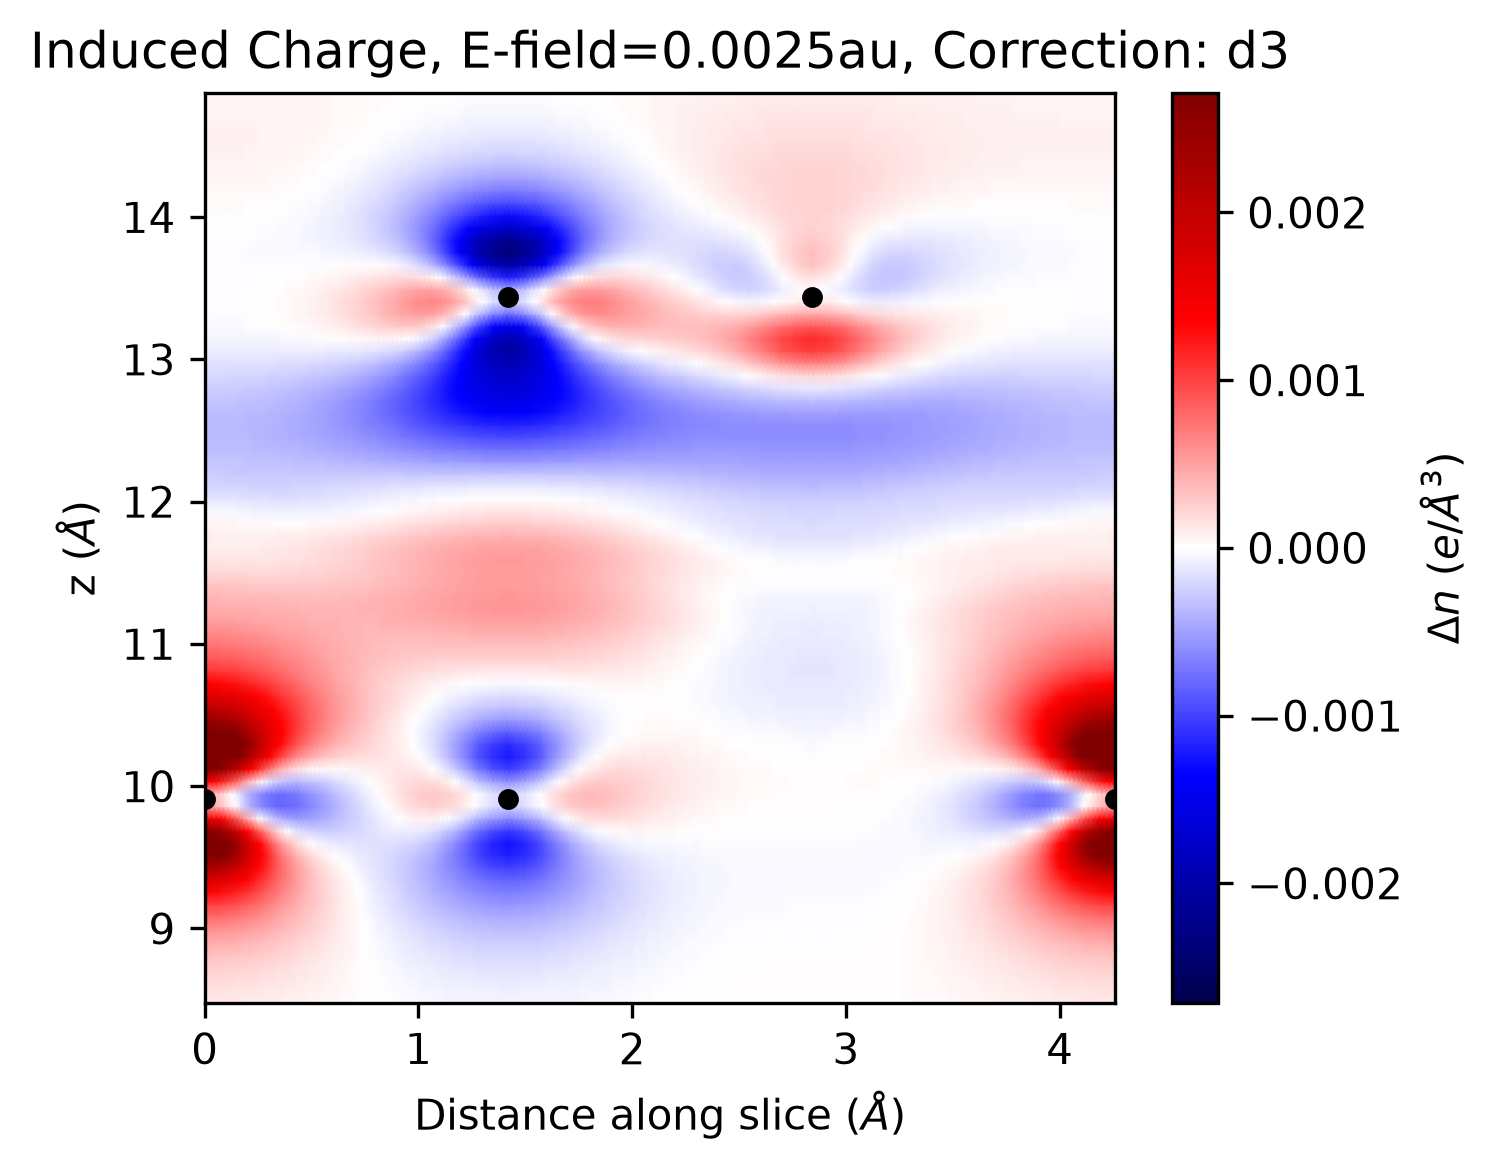 Induced Charge, E-field=0.0025au, Correction: d3
14
13
12
11
10
9
z (Å)
0 1 2 3 4
Distance along slice (Å)
0.002
0.001
0.000
−0.001
−0.002
Δn (e/Å³)